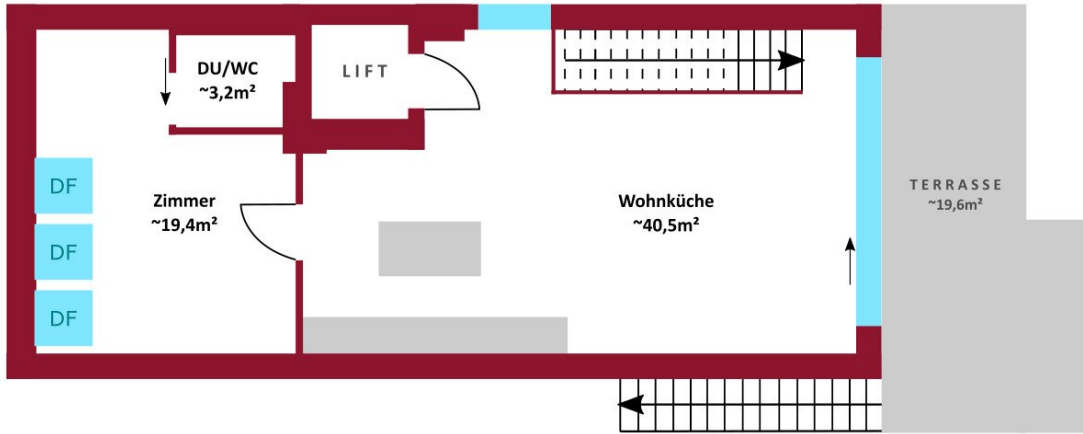 DU/WC
~3,2m²
LIFT
DF
DF
DF
Zimmer
~19,4m²
Wohnküche
~40,5m²
TERRASSE
~19,6m²